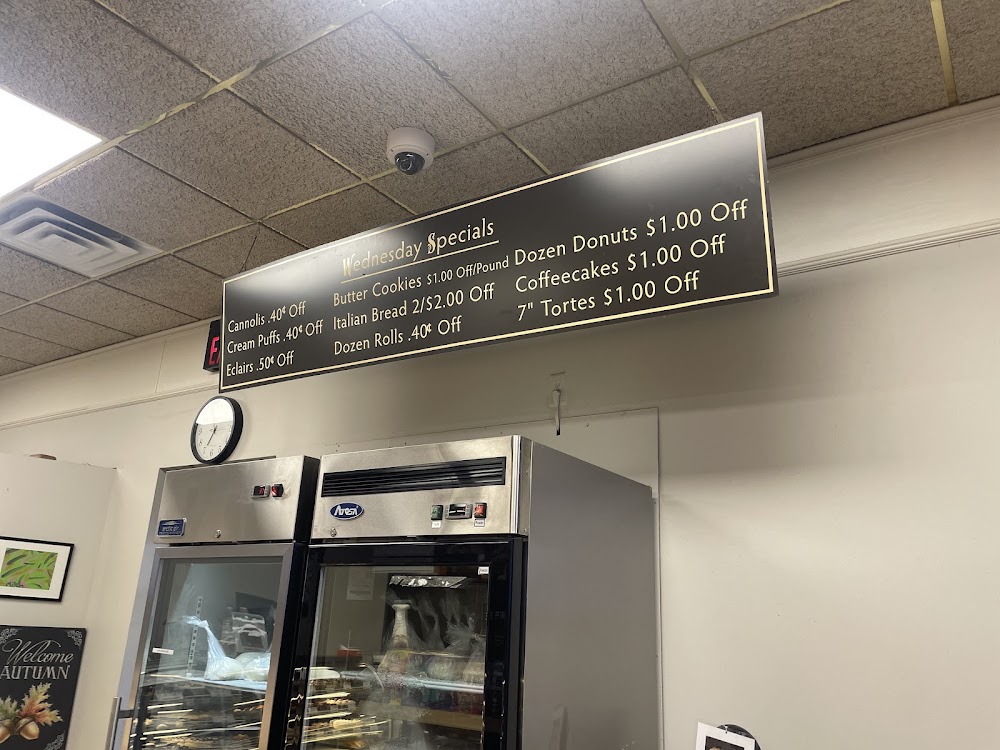 Wednesday Specials
Cannolis .40¢ Off
Cream Puffs .40¢ Off
Eclairs .50¢ Off
Butter Cookies $1.00 Off/Pound
Italian Bread 2/$2.00 Off
Dozen Rolls .40¢ Off
Dozen Donuts $1.00 Off
Coffeecakes $1.00 Off
7" Tortes $1.00 Off
Atosa
Welcome
AUTUMN